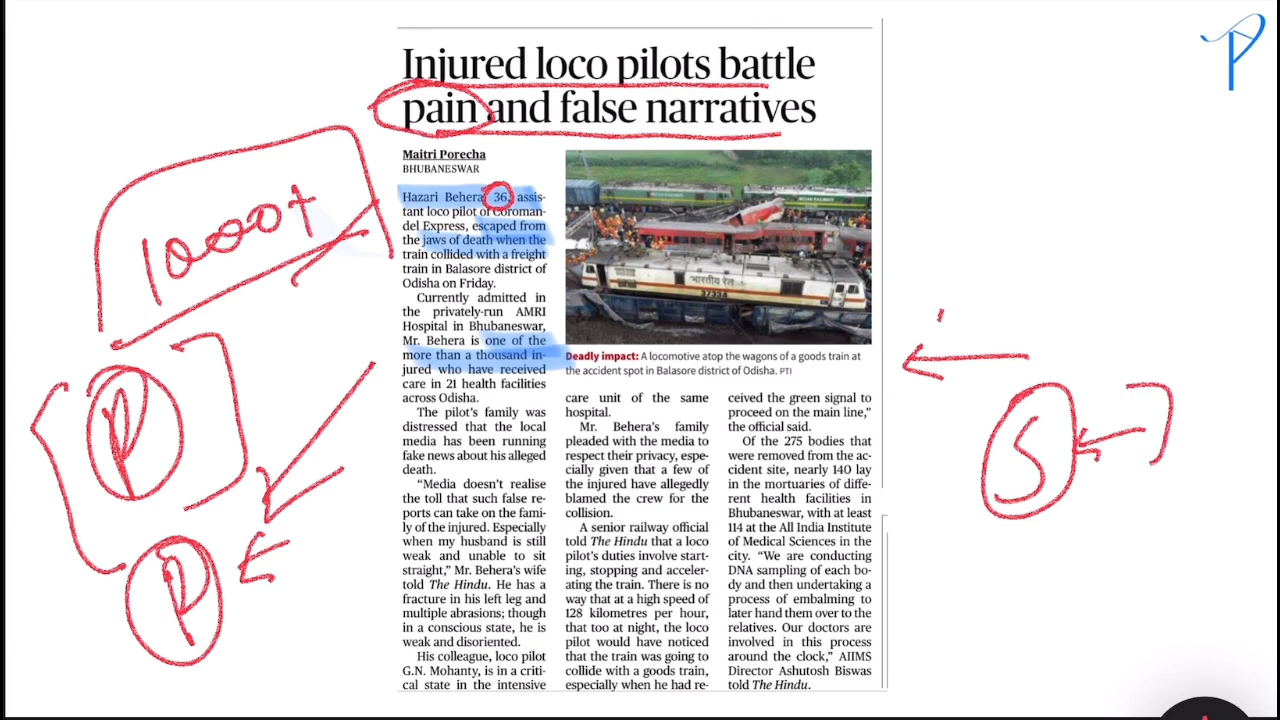 Injured loco pilots battle
pain and false narratives
Maitri Porecha
BHUBANESWAR
Hazari Behera, 36, assis-
tant loco pilot of Coroman-
del Express, escaped from
the jaws of death when the
train collided with a freight
train in Balasore district of
Odisha on Friday.
Currently admitted in
the privately-run AMRI
Hospital in Bhubaneswar,
Mr. Behera is one of the
more than a thousand in-
jured who have received
care in 21 health facilities
across Odisha.
The pilot's family was
distressed that the local
media has been running
fake news about his alleged
death.
"Media doesn't realise
the toll that such false re-
ports can take on the fami-
ly of the injured. Especially
when my husband is still
weak and unable to sit
straight," Mr. Behera's wife
told The Hindu. He has a
fracture in his left leg and
multiple abrasions; though
in a conscious state, he is
weak and disoriented.
His colleague, loco pilot
G.N. Mohanty, is in a criti-
cal state in the intensive
भारतीय रेल
37334
Deadly impact: A locomotive atop the wagons of a goods train at
the accident spot in Balasore district of Odisha. PTI
care unit of the same
hospital.
Mr. Behera's family
pleaded with the media to
respect their privacy, espe-
cially given that a few of
the injured have allegedly
blamed the crew for the
collision.
A senior railway official
told The Hindu that a loco
pilot's duties involve start-
ing, stopping and acceler-
ating the train. There is no
way that at a high speed of
128 kilometres per hour,
that too at night, the loco
pilot would have noticed
that the train was going to
collide with a goods train,
especially when he had re-
ceived the green signal to
proceed on the main line,"
the official said.
Of the 275 bodies that
were removed from the ac-
cident site, nearly 140 lay
in the mortuaries of diffe-
rent health facilities in
Bhubaneswar, with at least
114 at the All India Institute
of Medical Sciences in the
city. "We are conducting
DNA sampling of each bo-
dy and then undertaking a
process of embalming to
later hand them over to the
relatives. Our doctors are
involved in this process
around the clock," AIIMS
Director Ashutosh Biswas
told The Hindu.
1000+
P
P
S
P